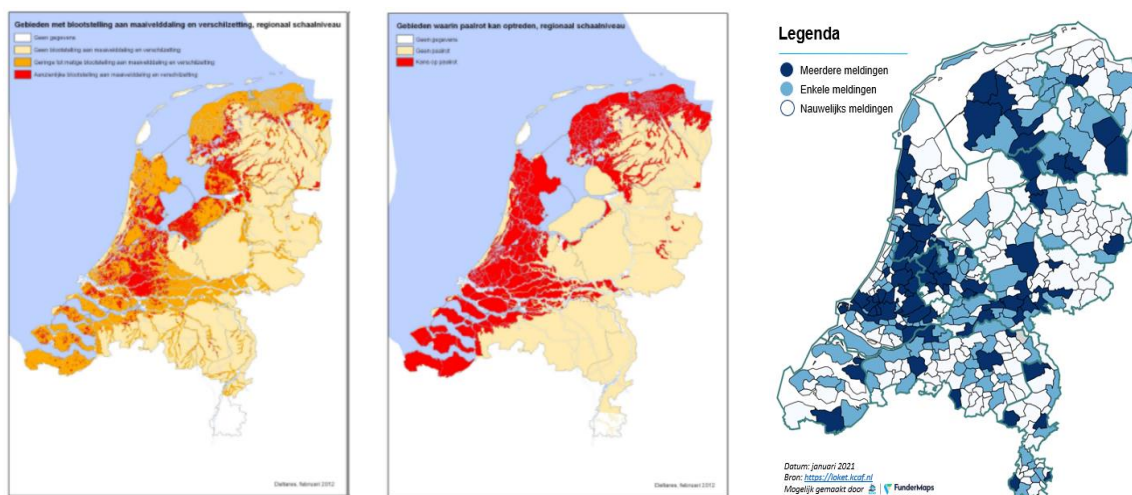 Gebieden met blootstelling aan maaivelddaling en verschilzetting, regionaal schaalniveau
Geen gegevens
Geen blootstelling aan maaivelddaling en verschilzetting
Geringe tot matige blootstelling aan maaivelddaling en verschilzetting
Aanzienlijke blootstelling aan maaivelddaling en verschilzetting
Deltares, februari 2012
Gebieden waarin paalrot kan optreden, regionaal schaalniveau
Geen gegevens
Geen paalrot
Kans op paalrot
Deltares, februari 2012
Legenda
Meerdere meldingen
Enkele meldingen
Nauwelijks meldingen
Datum: januari 2021
Bron: https://loket.kcaf.nl
Mogelijk gemaakt door
FunderMaps